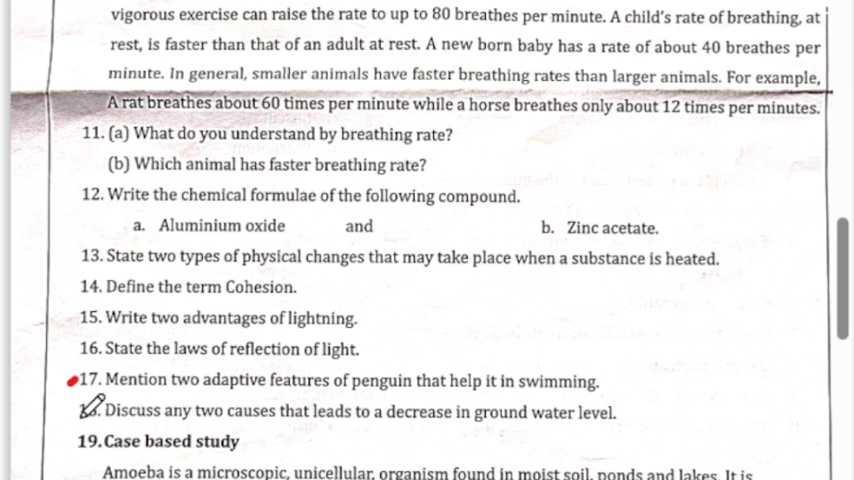 vigorous exercise can raise the rate to up to 80 breathes per minute. A child's rate of breathing, at
rest, is faster than that of an adult at rest. A new born baby has a rate of about 40 breathes per
minute. In general, smaller animals have faster breathing rates than larger animals. For example,
A rat breathes about 60 times per minute while a horse breathes only about 12 times per minutes.
11. (a) What do you understand by breathing rate?
(b) Which animal has faster breathing rate?
12. Write the chemical formulae of the following compound.
a. Aluminium oxide and b. Zinc acetate.
13. State two types of physical changes that may take place when a substance is heated.
14. Define the term Cohesion.
15. Write two advantages of lightning.
16. State the laws of reflection of light.
17. Mention two adaptive features of penguin that help it in swimming.
Discuss any two causes that leads to a decrease in ground water level.
19. Case based study
Amoeba is a microscopic, unicellular, organism found in moist soil, ponds and lakes. It is